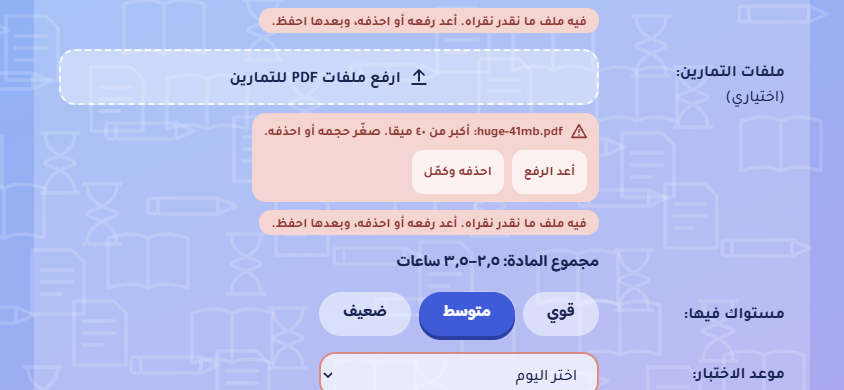 فيه ملف ما نقدر نقراه. أعد رفعه أو احذفه، وبعدها احفظ.
ملفات التمارين:
(اختياري)
ارفع ملفات PDF للتمارين
huge-41mb.pdf: أكبر من ٤٠ ميقا. صغّر حجمه أو احذفه.
أعد الرفع
احذفه وكمّل
فيه ملف ما نقدر نقراه. أعد رفعه أو احذفه، وبعدها احفظ.
مجموع المادة: ٢,٥–٣,٥ ساعات
مستواك فيها:
قوي
متوسط
ضعيف
موعد الاختبار:
اختر اليوم